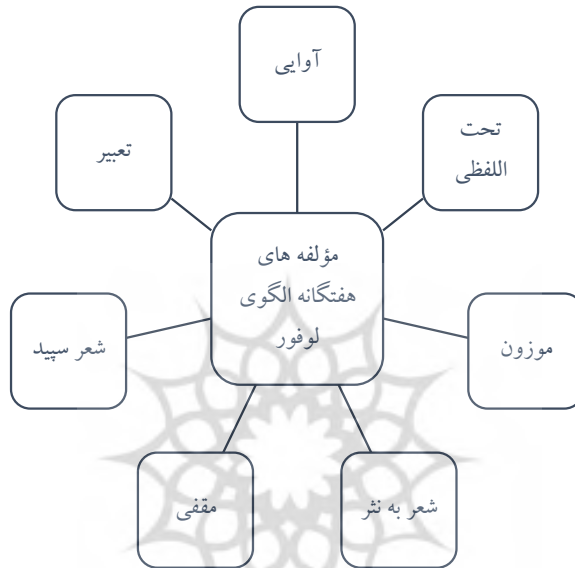 آوایی
تحت
اللفظی
موزون
شعر به نثر
مقفی
شعر سپید
تعبیر
مؤلفه های
هفتگانه الگوی
لوفور